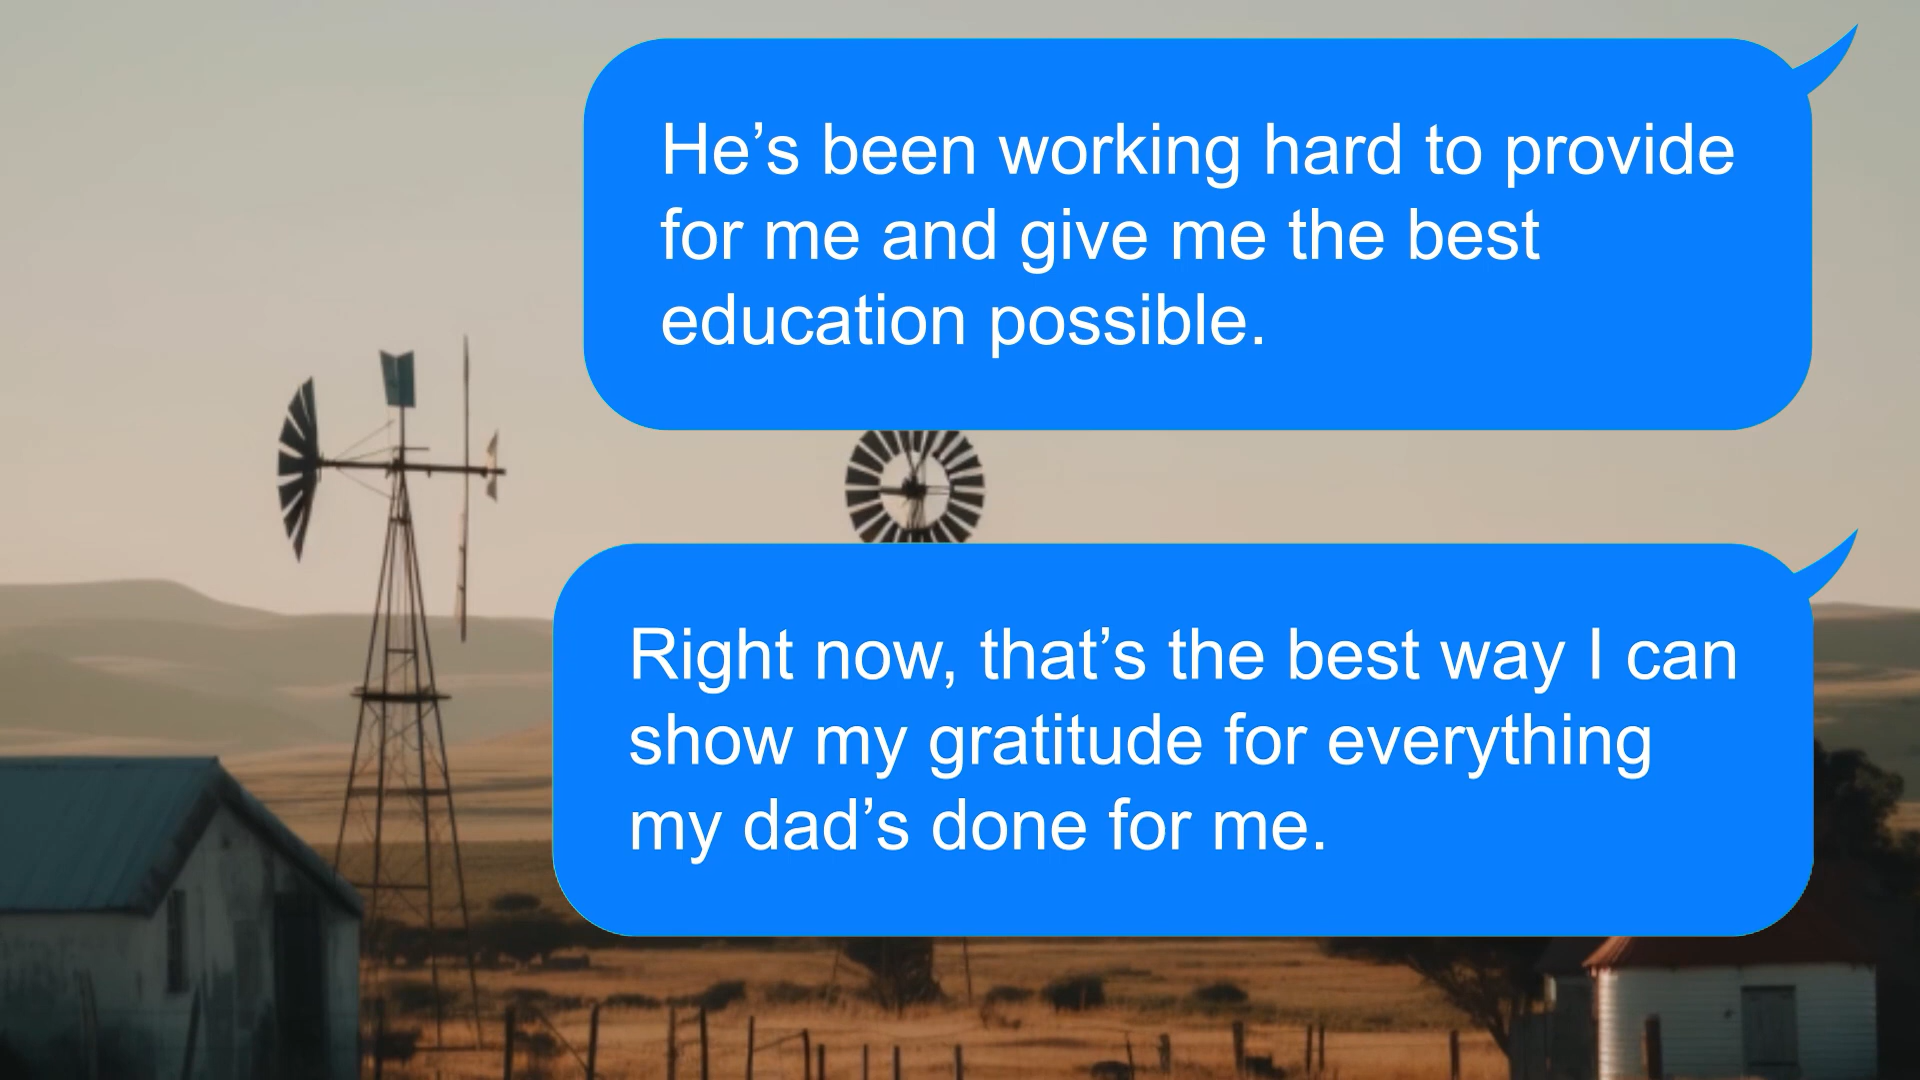 He’s been working hard to provide
for me and give me the best
education possible.
Right now, that’s the best way I can
show my gratitude for everything
my dad’s done for me.